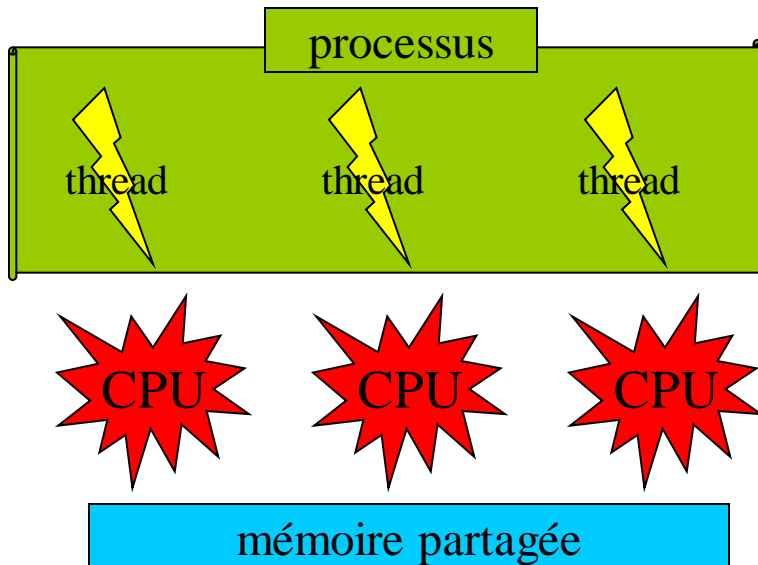 processus
thread thread thread
CPU CPU CPU
mémoire partagée